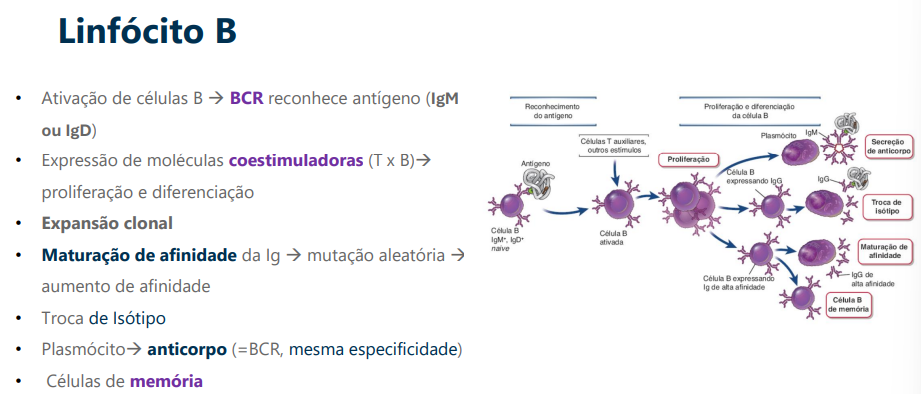 Linfócito B
• Ativação de células B → BCR reconhece antígeno (IgM
ou IgD)
• Expressão de moléculas coestimuladoras (T x B)→
proliferação e diferenciação
• Expansão clonal
• Maturação de afinidade da Ig → mutação aleatória →
aumento de afinidade
• Troca de Isótipo
• Plasmócito→ anticorpo (=BCR, mesma especificidade)
• Células de memória
Reconhecimento
do antígeno
Proliferação e diferenciação
da célula B
Células T auxiliares,
outros estímulos
Antígeno
Célula B
IgM⁺, IgD⁺
naive
Célula B
ativada
Proliferação
Plasmócito
IgM
Secreção
de anticorpo
Célula B
expressando IgG
IgG
Troca de
isótipo
Célula B expressando
Ig de alta afinidade
Maturação de
afinidade
IgG de
alta afinidade
Célula B
de memória